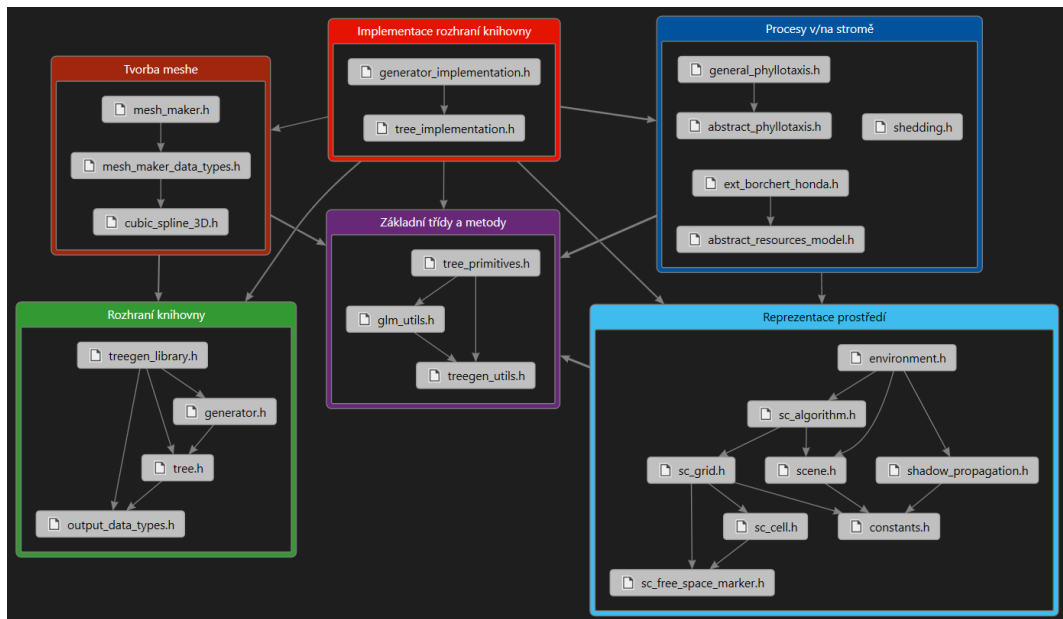 Implementace rozhraní knihovny
generator_implementation.h
tree_implementation.h
Procesy v/na stromě
general_phyllotaxis.h
abstract_phyllotaxis.h
shedding.h
ext_borchert_honda.h
abstract_resources_model.h
Tvorba meshe
mesh_maker.h
mesh_maker_data_types.h
cubic_spline_3D.h
Základní třídy a metody
tree_primitives.h
glm_utils.h
treegen_utils.h
Rozhraní knihovny
treegen_library.h
generator.h
tree.h
output_data_types.h
Reprezentace prostředí
environment.h
sc_algorithm.h
sc_grid.h
scene.h
shadow_propagation.h
sc_cell.h
constants.h
sc_free_space_marker.h